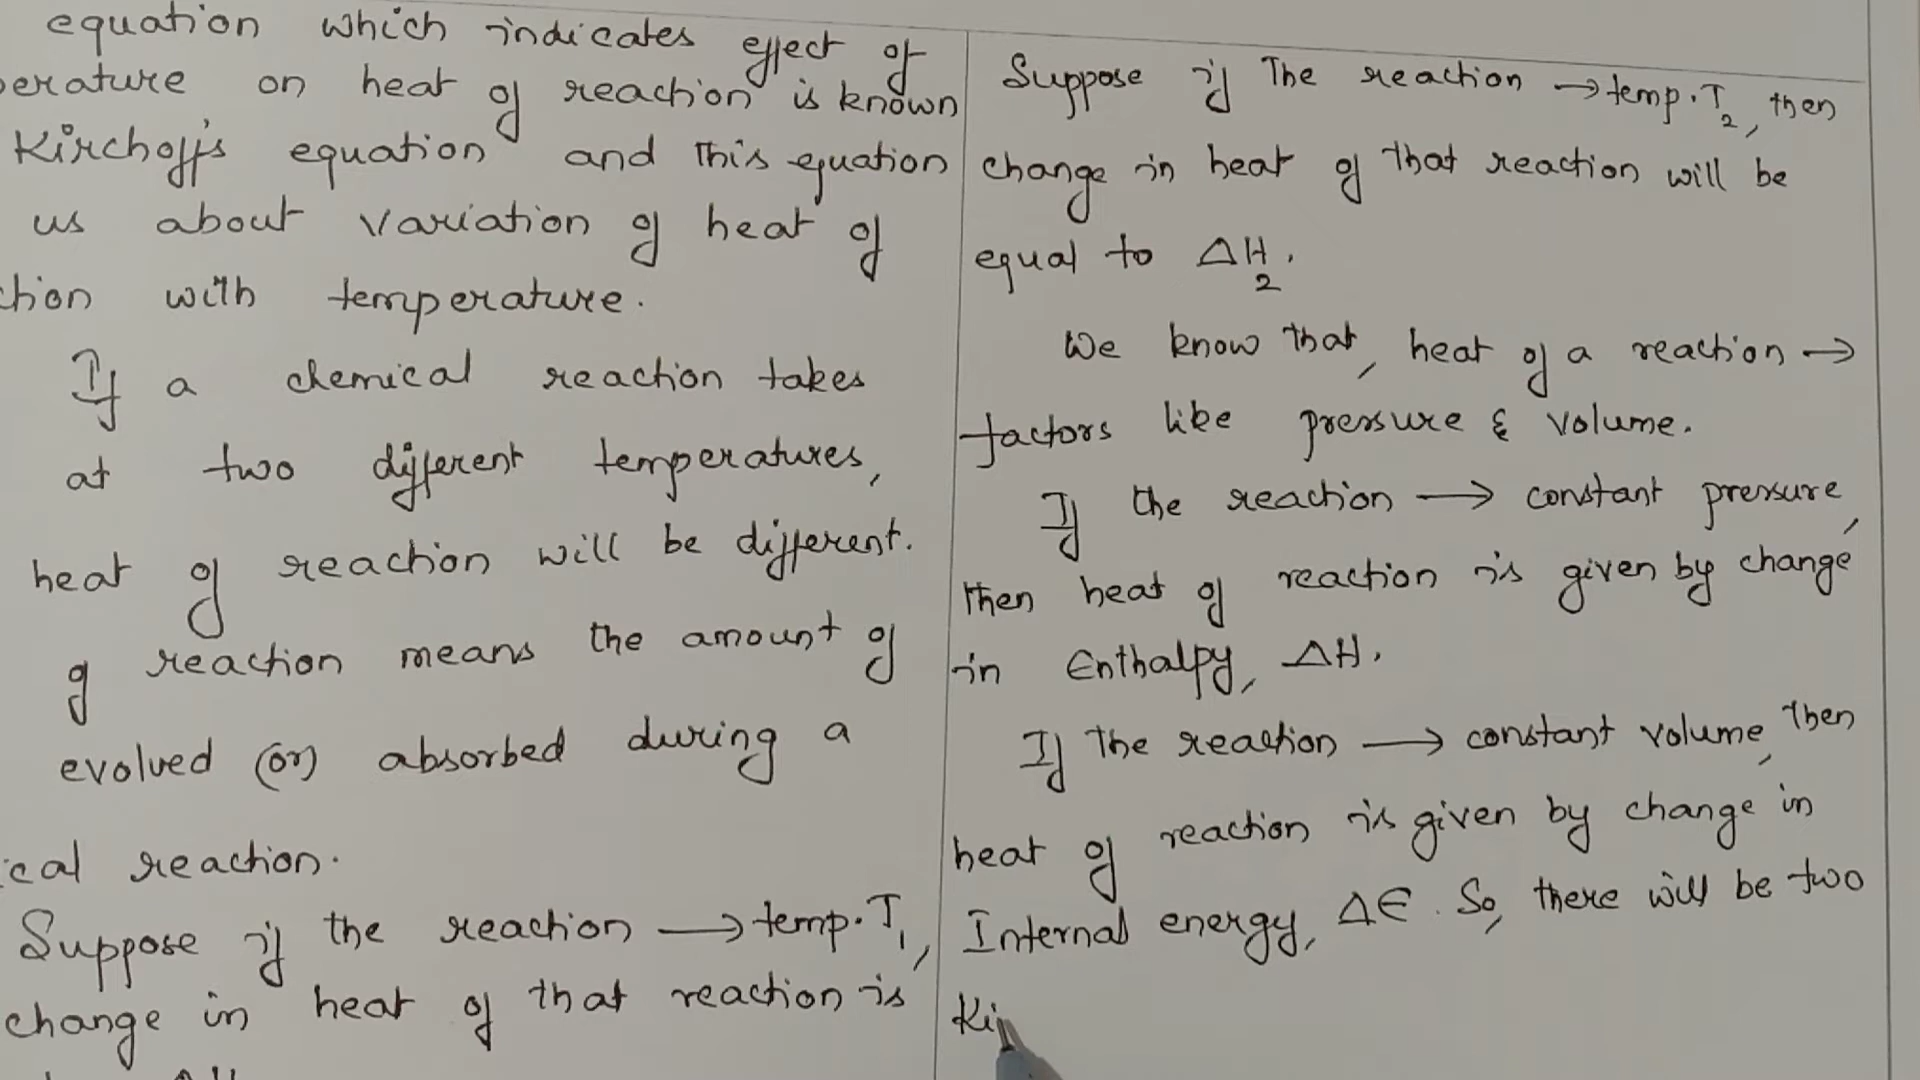 equation which indicates effect of
perature on heat of reaction is known
Kirchoff's equation and this equation
us about variation of heat of
ction with temperature.
If a chemical reaction takes
at two different temperatures,
heat of reaction will be different.
of reaction means the amount of
evolved (or) absorbed during a
ical reaction.
Suppose if the reaction → temp. T₁,
change in heat of that reaction is
Suppose if The reaction → temp. T₂, then
change in heat of that reaction will be
equal to ΔH₂.
We know that, heat of a reaction →
factors like pressure & volume.
If the reaction → constant pressure,
then heat of reaction is given by change
in Enthalpy, ΔH.
If the reaction → constant volume, then
heat of reaction is given by change in
Internal energy, ΔE. So, there will be two
Ki